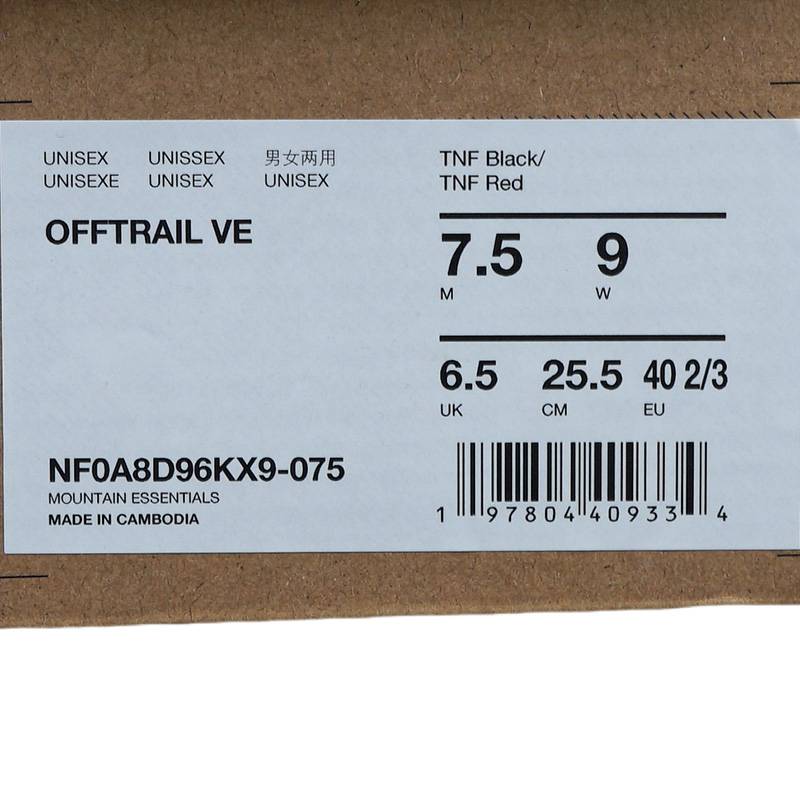 UNISEX UNISSEX 男女两用
UNISEXE UNISEX UNISEX
OFFTRAIL VE
TNF Black/
TNF Red
7.5 9
M W
6.5 25.5 40 2/3
UK CM EU
NF0A8D96KX9-075
MOUNTAIN ESSENTIALS
MADE IN CAMBODIA
1 97804 40933 4